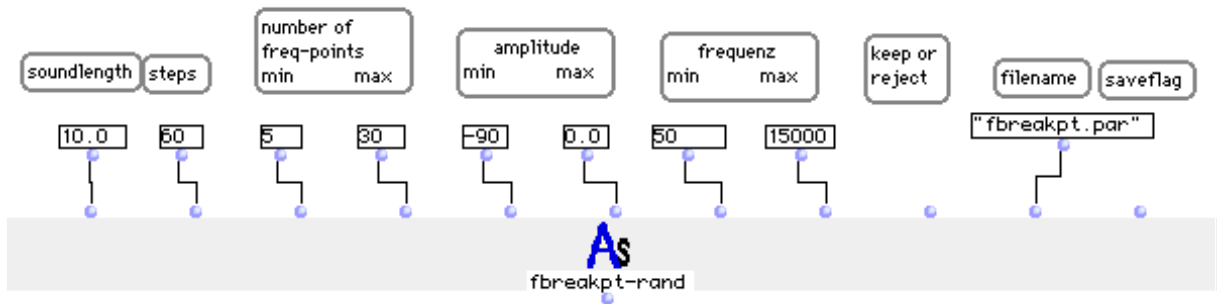 number of
freq-points
min max
amplitude
min max
frequenz
min max
keep or
reject
soundlength
steps
filename
saveflag
10.0
60
5
30
-90
0.0
50
15000
"fbreakpt.par"
As
fbreakpt-rand